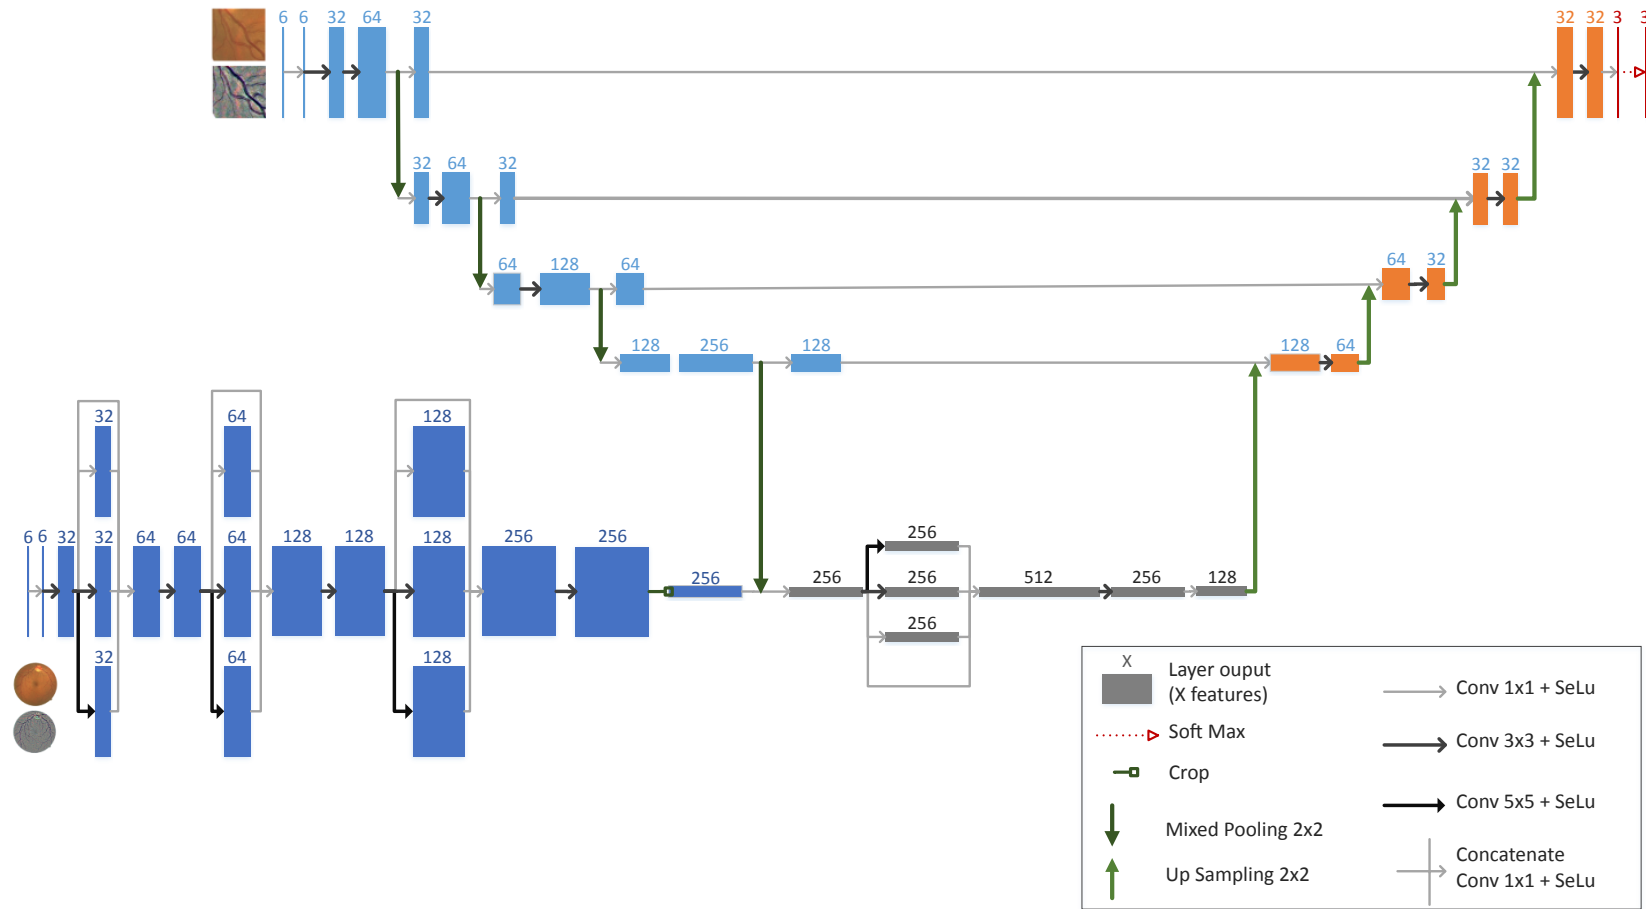 6 6 32 64 32
32 32 3 3
32 64 32
32 32
64 128 64
64 32
128 256 128
128 64
32 64 128
6 6 32 32 64 64 64 128 128 128 256 256
256
256
256 256 512 256 128
256
32 64 128
X
Layer ouput
(X features)
Soft Max
Crop
Mixed Pooling 2x2
Up Sampling 2x2
Conv 1x1 + SeLu
Conv 3x3 + SeLu
Conv 5x5 + SeLu
Concatenate
Conv 1x1 + SeLu